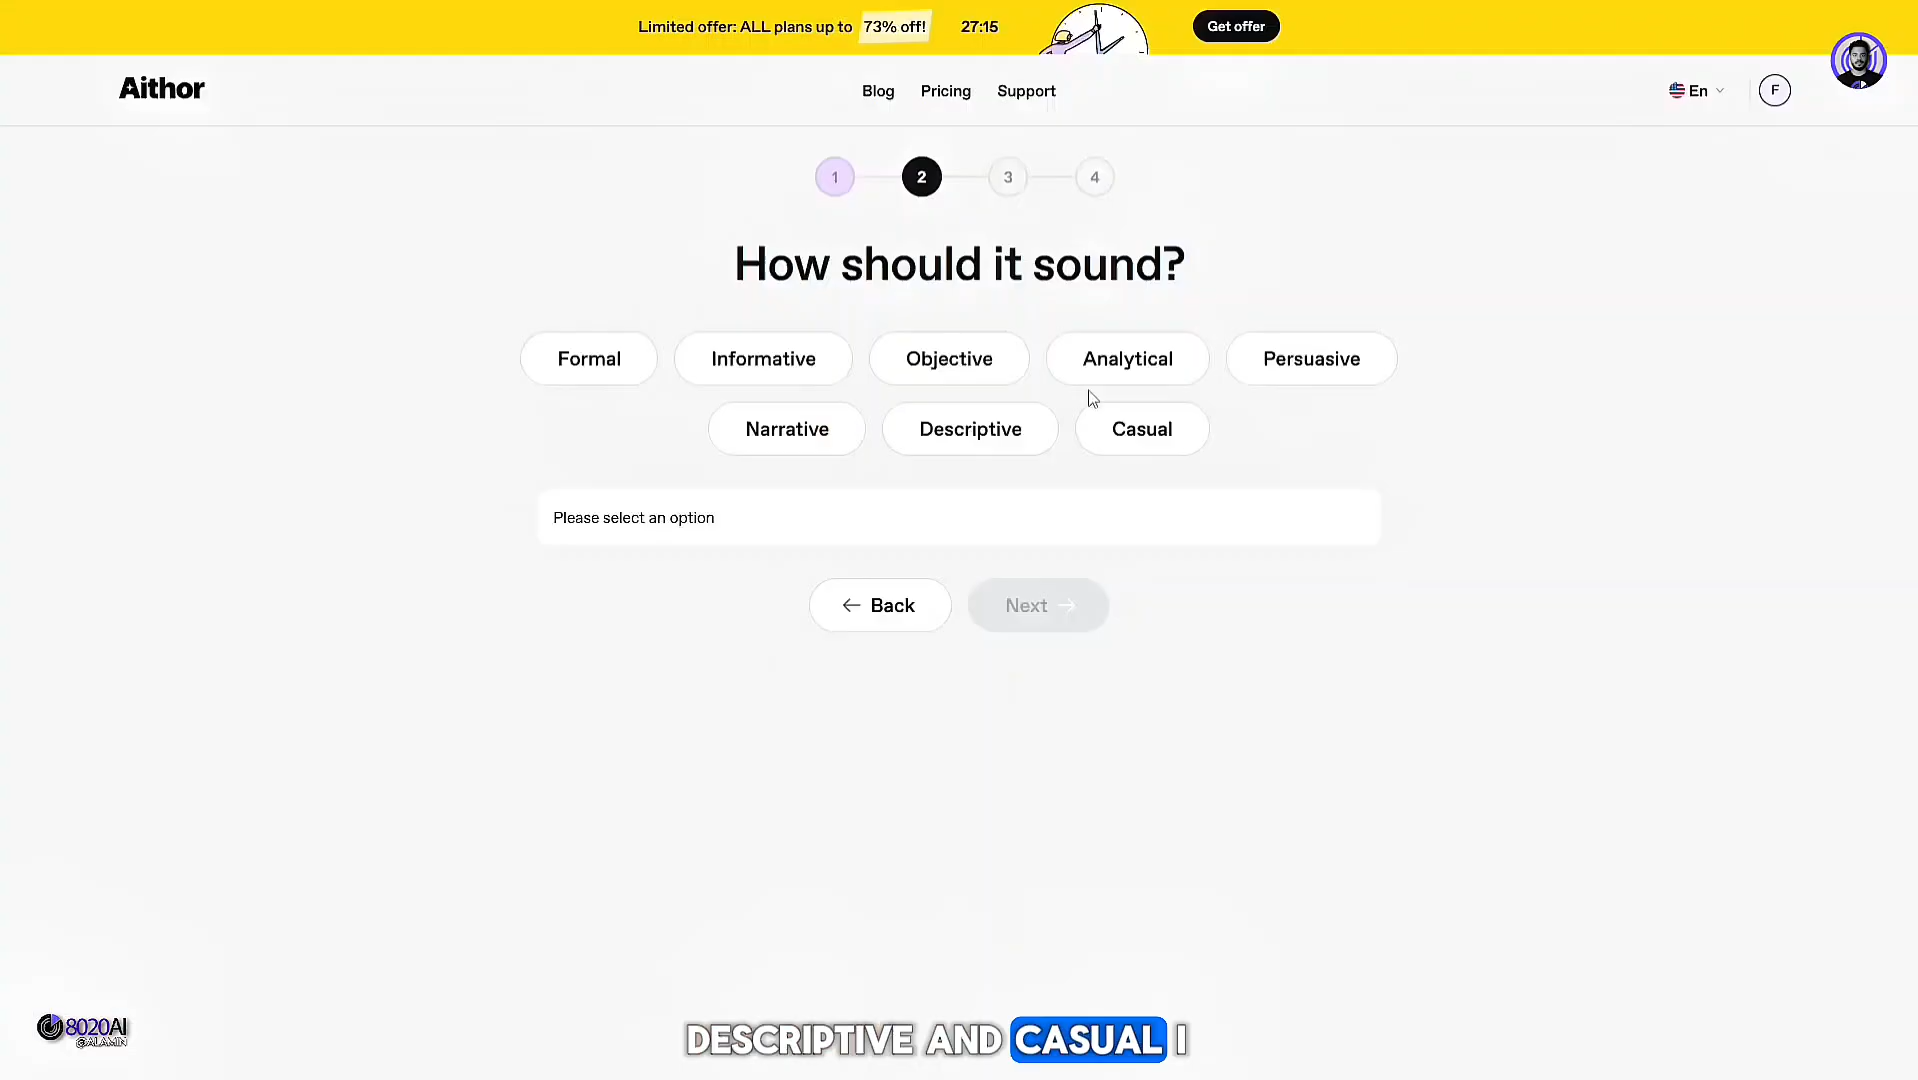 Limited offer: ALL plans up to 73% off! 27:15 Get offer
Aithor Blog Pricing Support En F
1 2 3 4
How should it sound?
Formal Informative Objective Analytical Persuasive
Narrative Descriptive Casual
Please select an option
← Back Next →
8020AI
@ALAMIN
DESCRIPTIVE AND CASUAL I